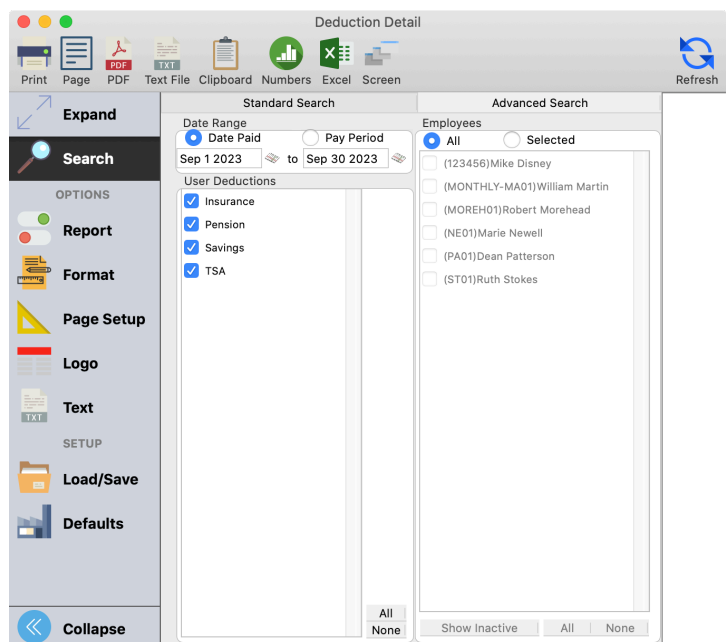 Deduction Detail
Print Page PDF Text File Clipboard Numbers Excel Screen Refresh
PDF
TXT
Expand
Search
OPTIONS
Report
Format
Page Setup
Logo
Text
TXT
SETUP
Load/Save
Defaults
Collapse
Standard Search
Advanced Search
Date Range
Date Paid
Pay Period
Sep 1 2023 to Sep 30 2023
User Deductions
Insurance
Pension
Savings
TSA
All
None
Employees
All
Selected
(123456)Mike Disney
(MONTHLY-MA01)William Martin
(MOREH01)Robert Morehead
(NE01)Marie Newell
(PA01)Dean Patterson
(ST01)Ruth Stokes
Show Inactive All None